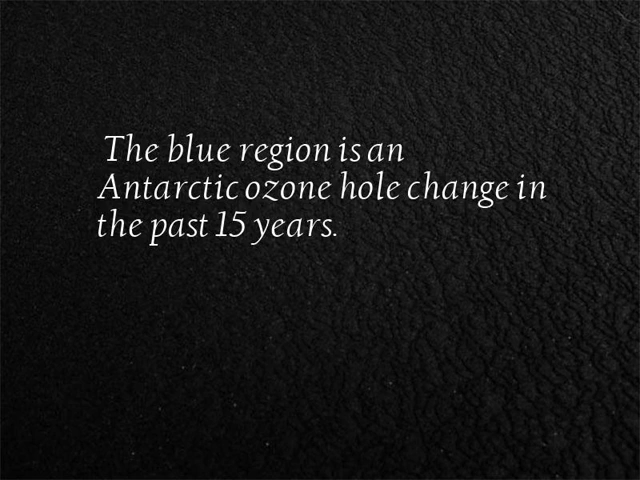 The blue region is an
Antarctic ozone hole change in
the past 15 years.